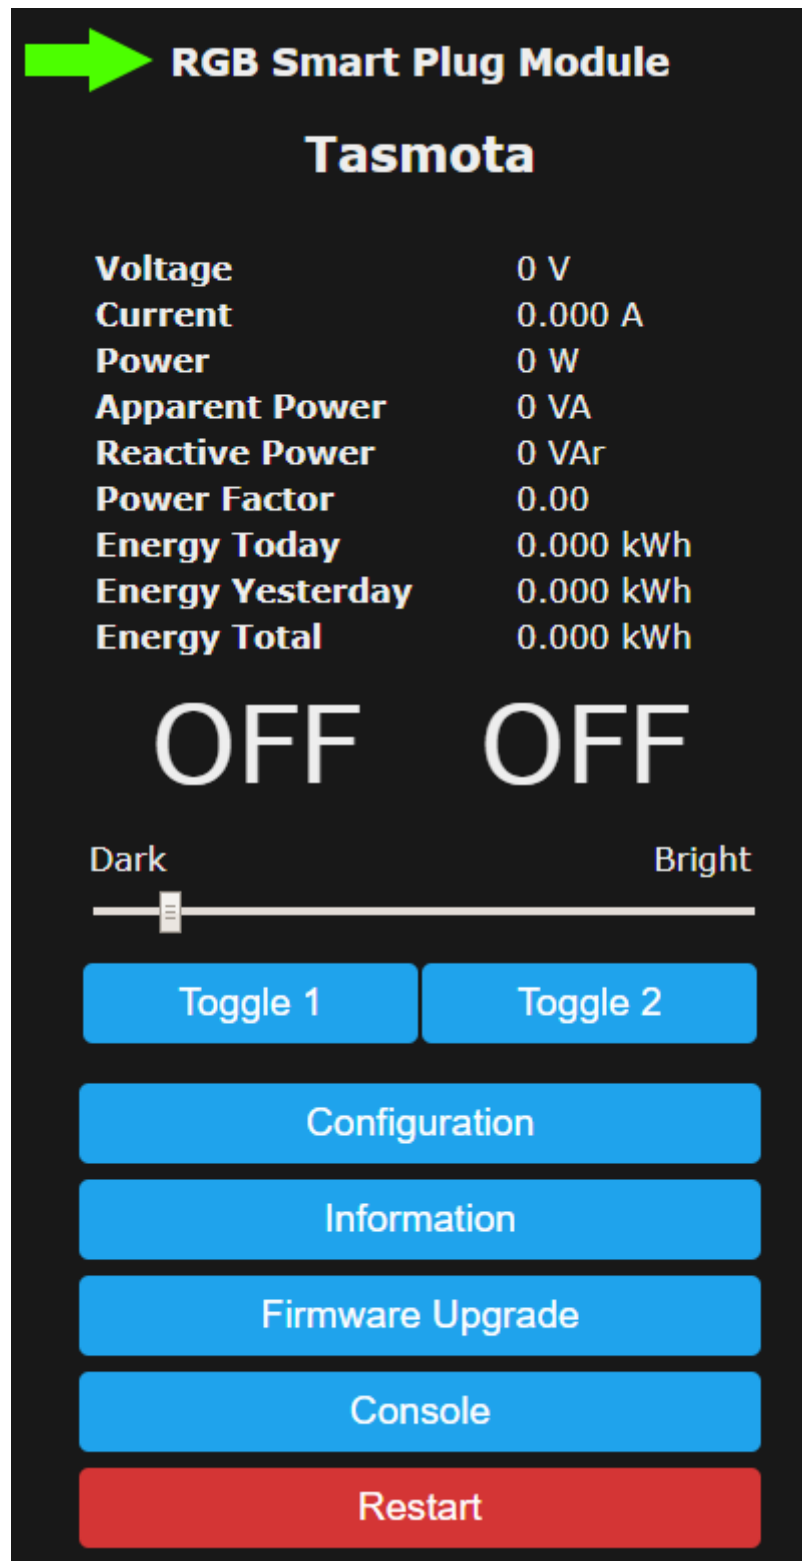 RGB Smart Plug Module
Tasmota
Voltage 0 V
Current 0.000 A
Power 0 W
Apparent Power 0 VA
Reactive Power 0 VAr
Power Factor 0.00
Energy Today 0.000 kWh
Energy Yesterday 0.000 kWh
Energy Total 0.000 kWh
OFF OFF
Dark Bright
Toggle 1 Toggle 2
Configuration
Information
Firmware Upgrade
Console
Restart